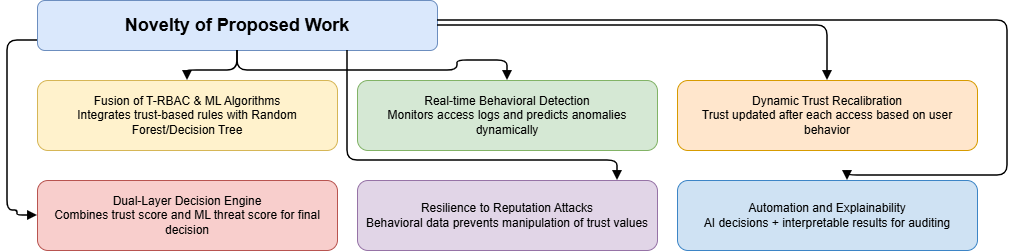 Novelty of Proposed Work
Fusion of T-RBAC & ML Algorithms
Integrates trust-based rules with Random
Forest/Decision Tree
Real-time Behavioral Detection
Monitors access logs and predicts anomalies
dynamically
Dynamic Trust Recalibration
Trust updated after each access based on user
behavior
Dual-Layer Decision Engine
Combines trust score and ML threat score for final
decision
Resilience to Reputation Attacks
Behavioral data prevents manipulation of trust values
Automation and Explainability
AI decisions + interpretable results for auditing